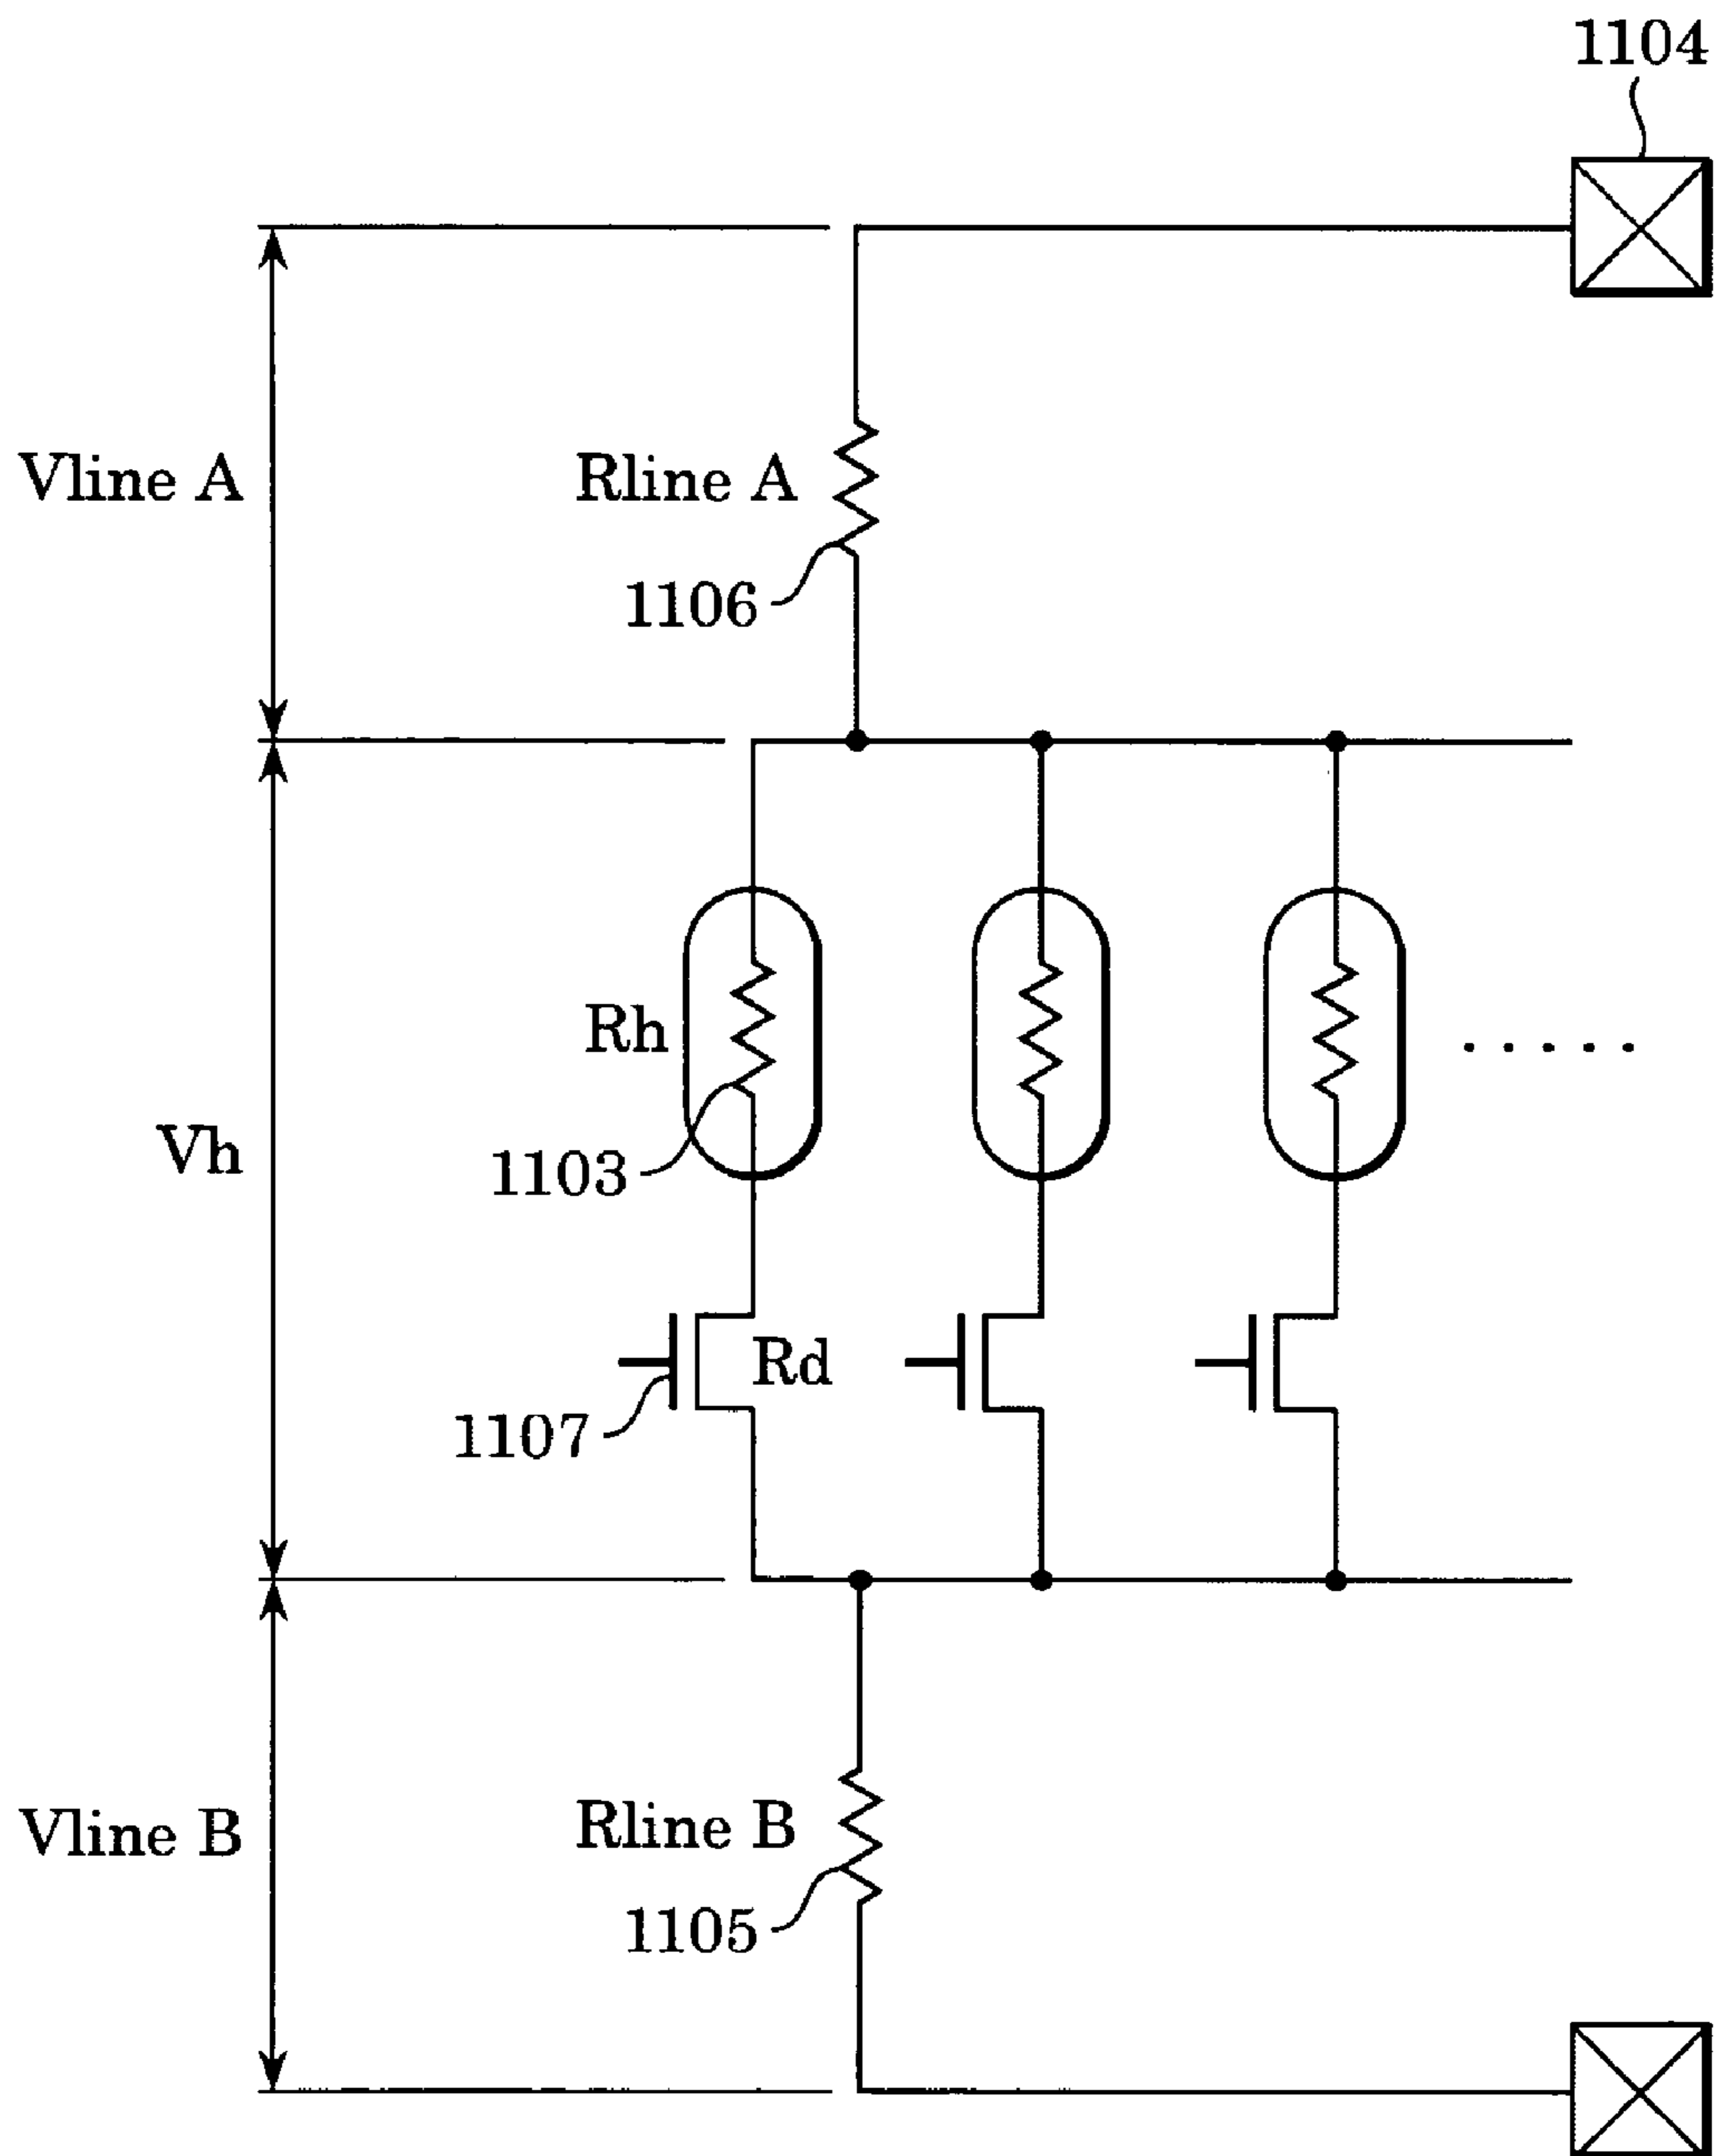 1104
Vline A
Rline A
1106
Rh
1103
Vh
Rd
1107
Vline B
Rline B
1105